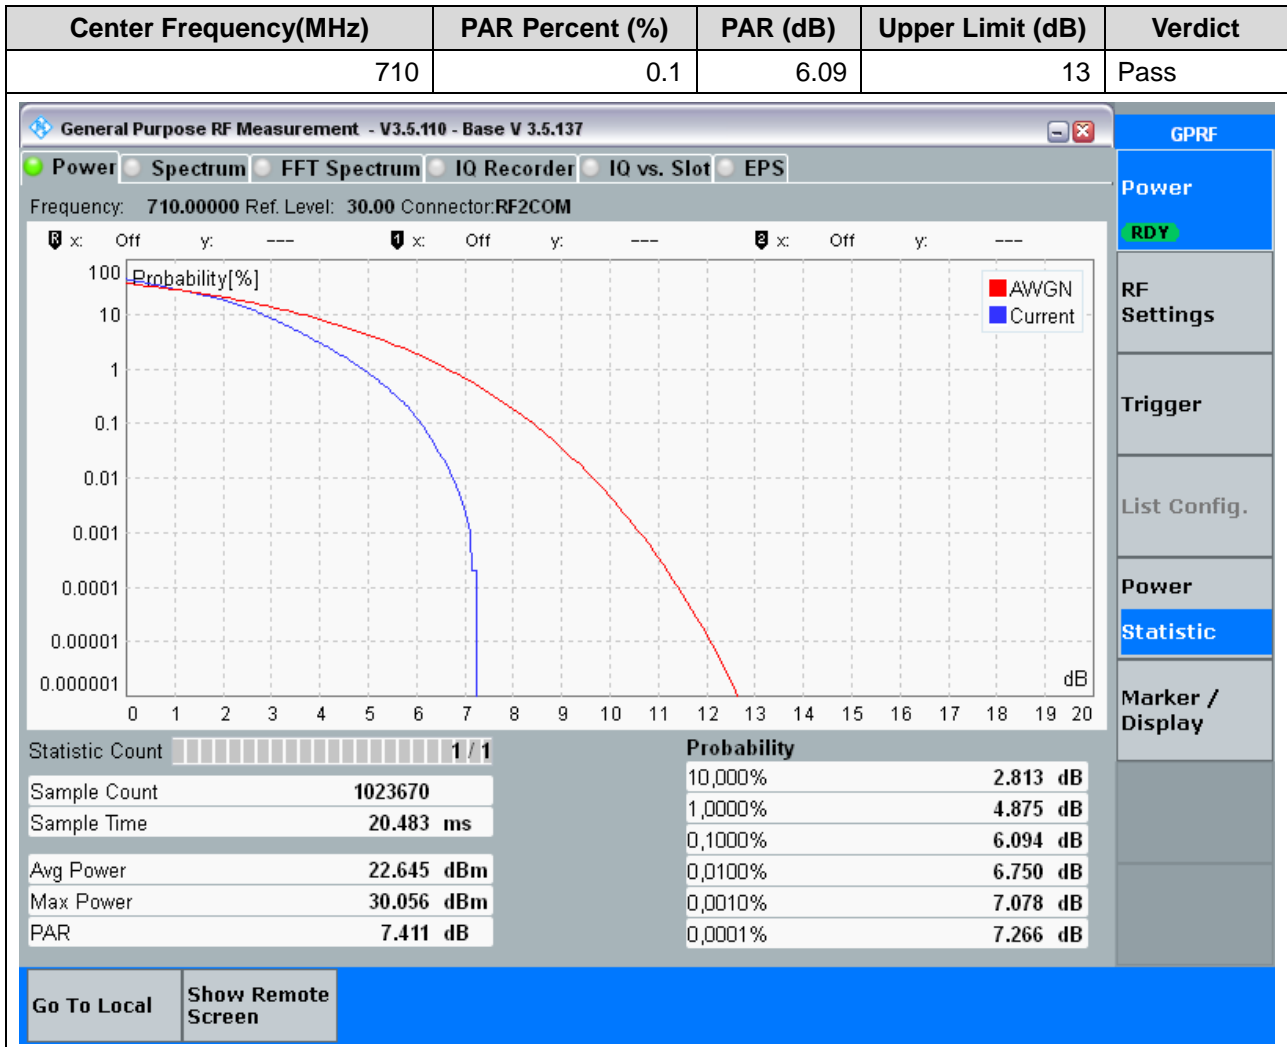 Center Frequency(MHz) PAR Percent (%) PAR (dB) Upper Limit (dB) Verdict
710 0.1 6.09 13 Pass
General Purpose RF Measurement - V3.5.110 - Base V 3.5.137
GPRF
Power Spectrum FFT Spectrum IQ Recorder IQ vs. Slot EPS
Power
RDY
Frequency: 710.00000 Ref. Level: 30.00 Connector:RF2COM
R x: Off y: --- 1 x: Off y: --- 2 x: Off y: ---
Probability[%]
AWGN
Current
100
10
1
0.1
0.01
0.001
0.0001
0.00001
0.000001
dB
0 1 2 3 4 5 6 7 8 9 10 11 12 13 14 15 16 17 18 19 20
RF
Settings
Trigger
List Config.
Power
Statistic
Marker /
Display
Statistic Count 1 / 1
Sample Count 1023670
Sample Time 20.483 ms
Avg Power 22.645 dBm
Max Power 30.056 dBm
PAR 7.411 dB
Probability
10,000% 2.813 dB
1,0000% 4.875 dB
0,1000% 6.094 dB
0,0100% 6.750 dB
0,0010% 7.078 dB
0,0001% 7.266 dB
Go To Local
Show Remote
Screen